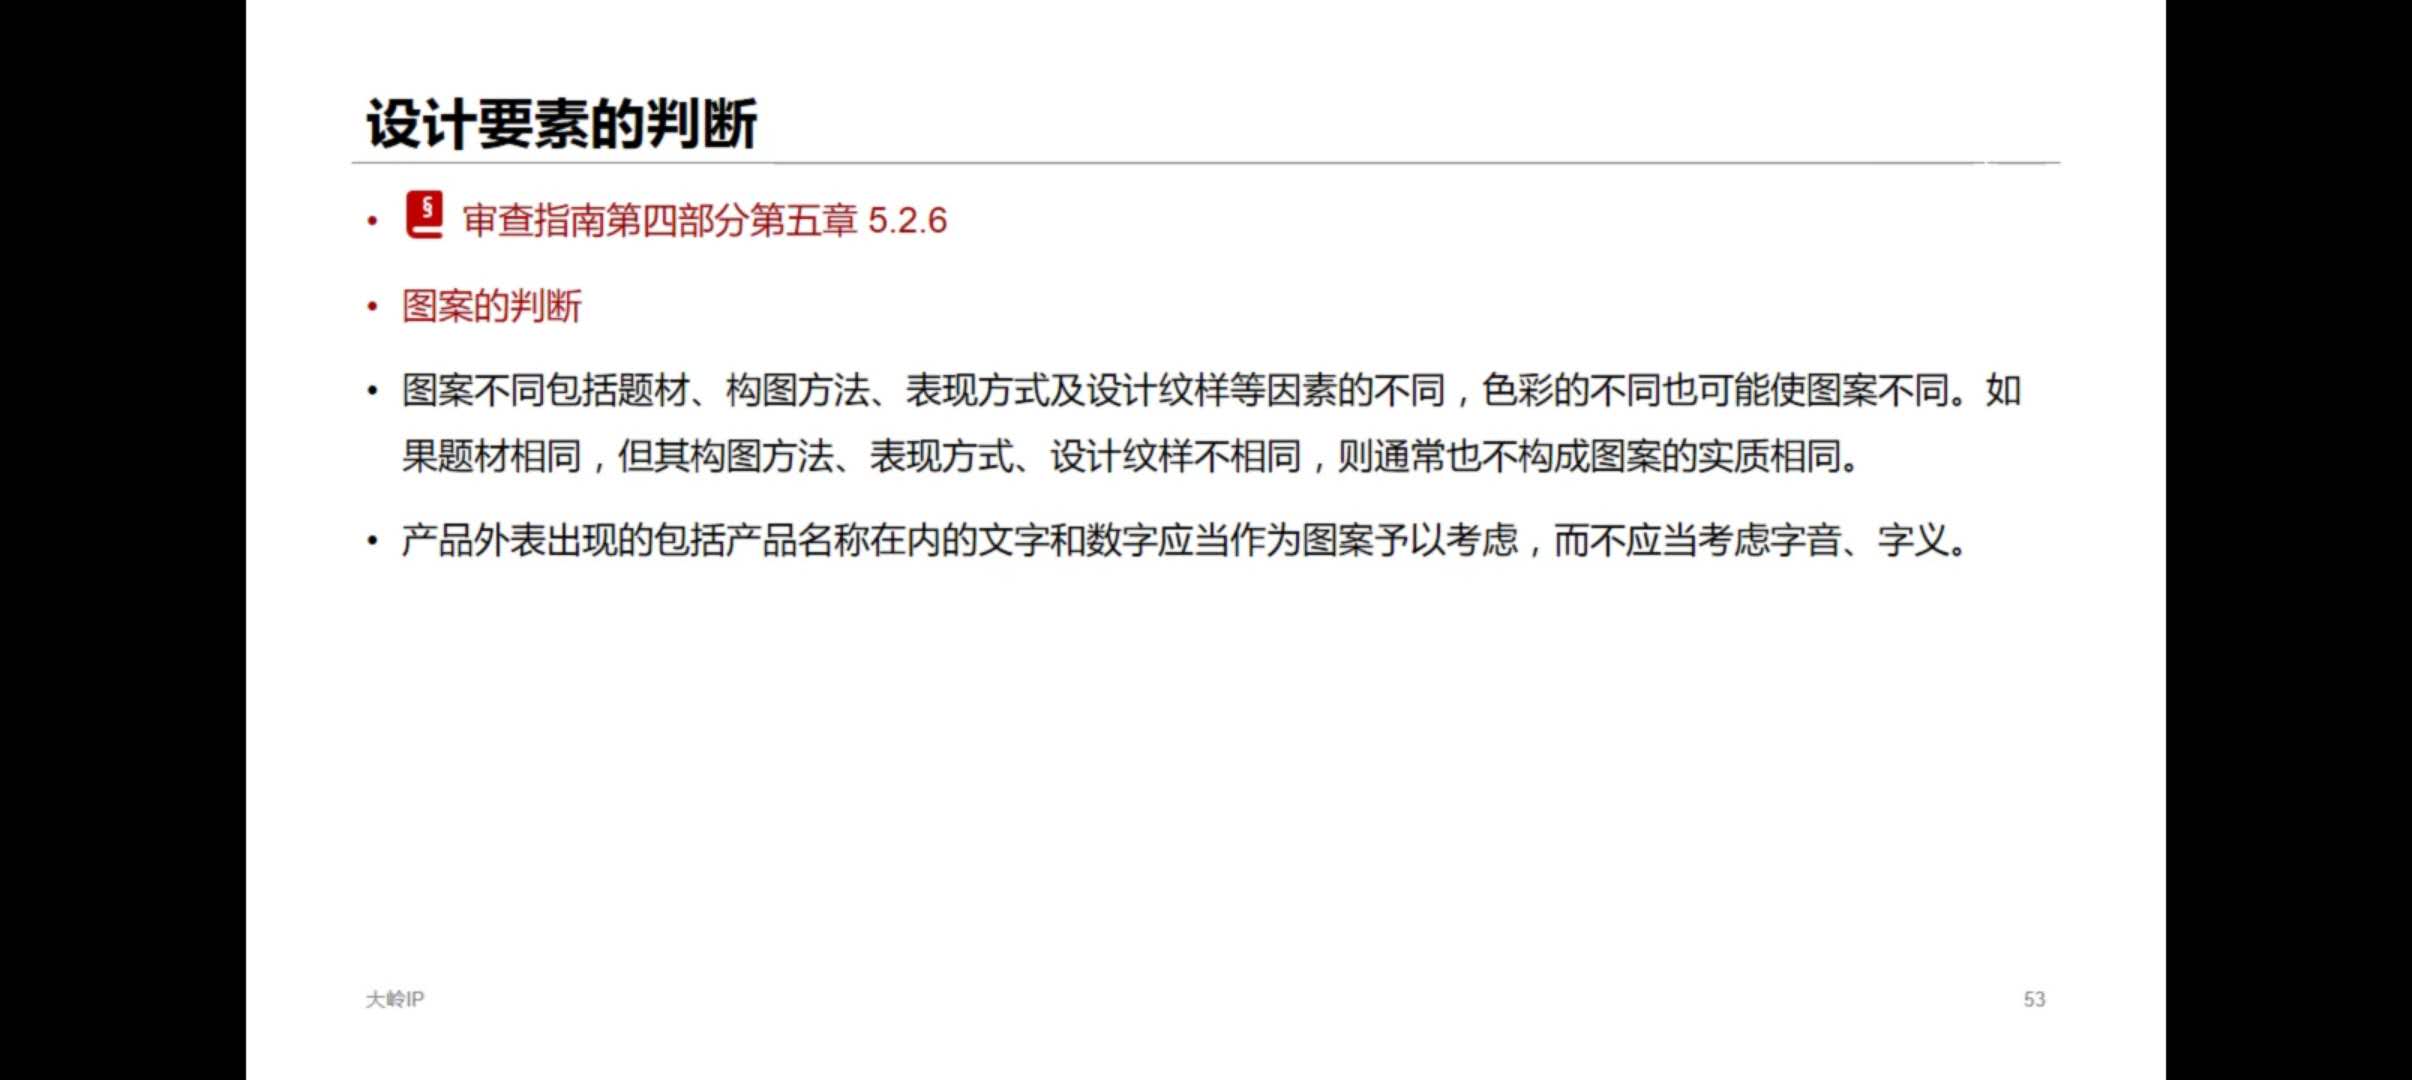 设计要素的判断
• § 审查指南第四部分第五章 5.2.6
• 图案的判断
• 图案不同包括题材、构图方法、表现方式及设计纹样等因素的不同，色彩的不同也可能使图案不同。如
果题材相同，但其构图方法、表现方式、设计纹样不相同，则通常也不构成图案的实质相同。
• 产品外表出现的包括产品名称在内的文字和数字应当作为图案予以考虑，而不应当考虑字音、字义。
大岭IP
53